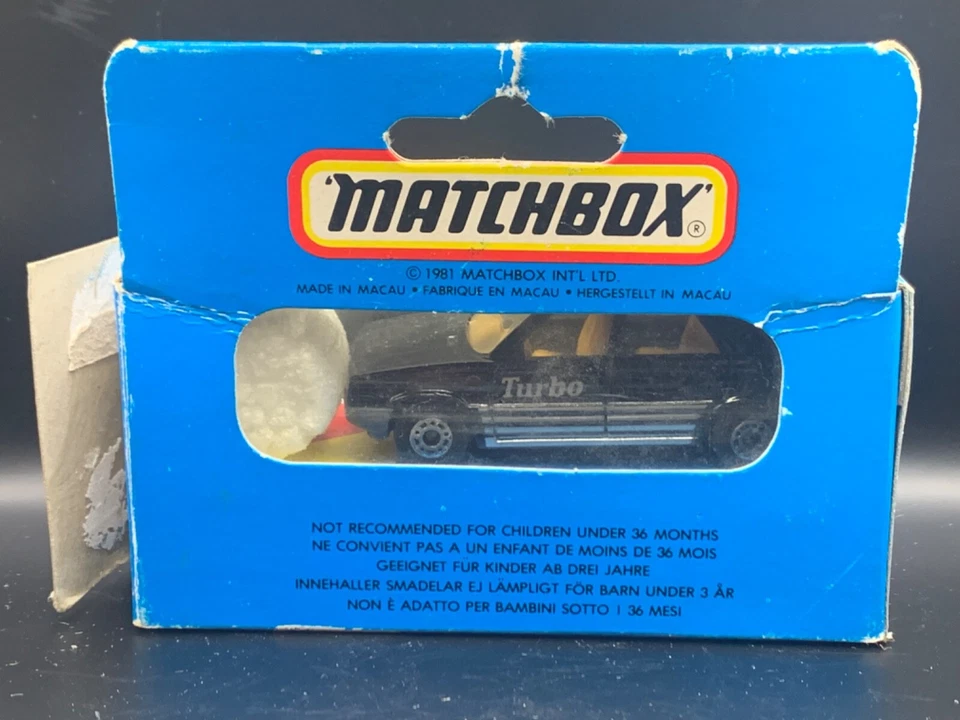 'MATCHBOX'®
© 1981 MATCHBOX INT'L LTD.
MADE IN MACAU • FABRIQUE EN MACAU • HERGESTELLT IN MACAU
Turbo
NOT RECOMMENDED FOR CHILDREN UNDER 36 MONTHS
NE CONVIENT PAS A UN ENFANT DE MOINS DE 36 MOIS
GEEIGNET FÜR KINDER AB DREI JAHRE
INNEHALLER SMADELAR EJ LÄMPLIGT FÖR BARN UNDER 3 ÅR
NON È ADATTO PER BAMBINI SOTTO I 36 MESI